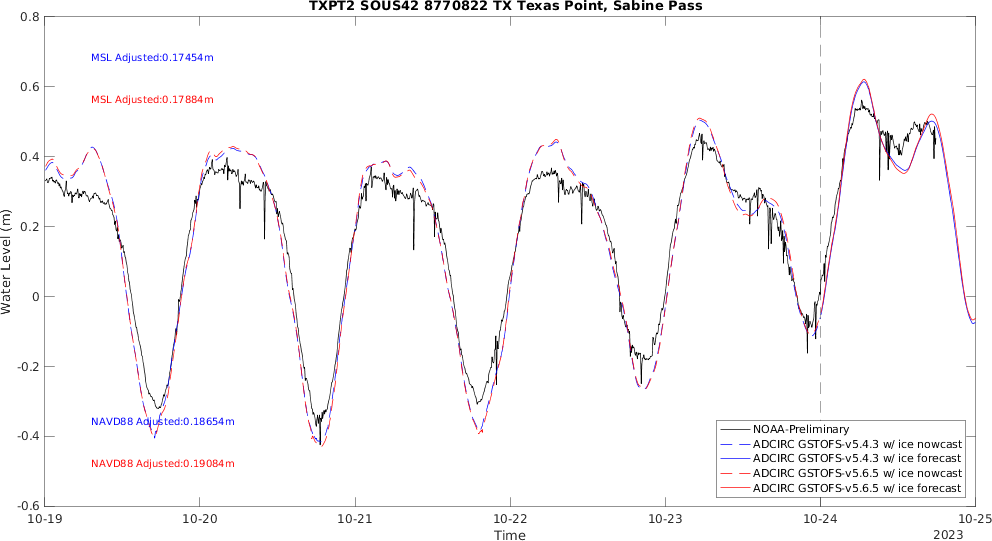 TXPT2 SOUS42 8770822 TX Texas Point, Sabine Pass
0.8
0.6
0.4
0.2
0
-0.2
-0.4
-0.6
Water Level (m)
MSL Adjusted:0.17454m
MSL Adjusted:0.17884m
NAVD88 Adjusted:0.18654m
NAVD88 Adjusted:0.19084m
NOAA-Preliminary
ADCIRC GSTOFS-v5.4.3 w/ ice nowcast
ADCIRC GSTOFS-v5.4.3 w/ ice forecast
ADCIRC GSTOFS-v5.6.5 w/ ice nowcast
ADCIRC GSTOFS-v5.6.5 w/ ice forecast
10-19 10-20 10-21 10-22 10-23 10-24 10-25
Time
2023